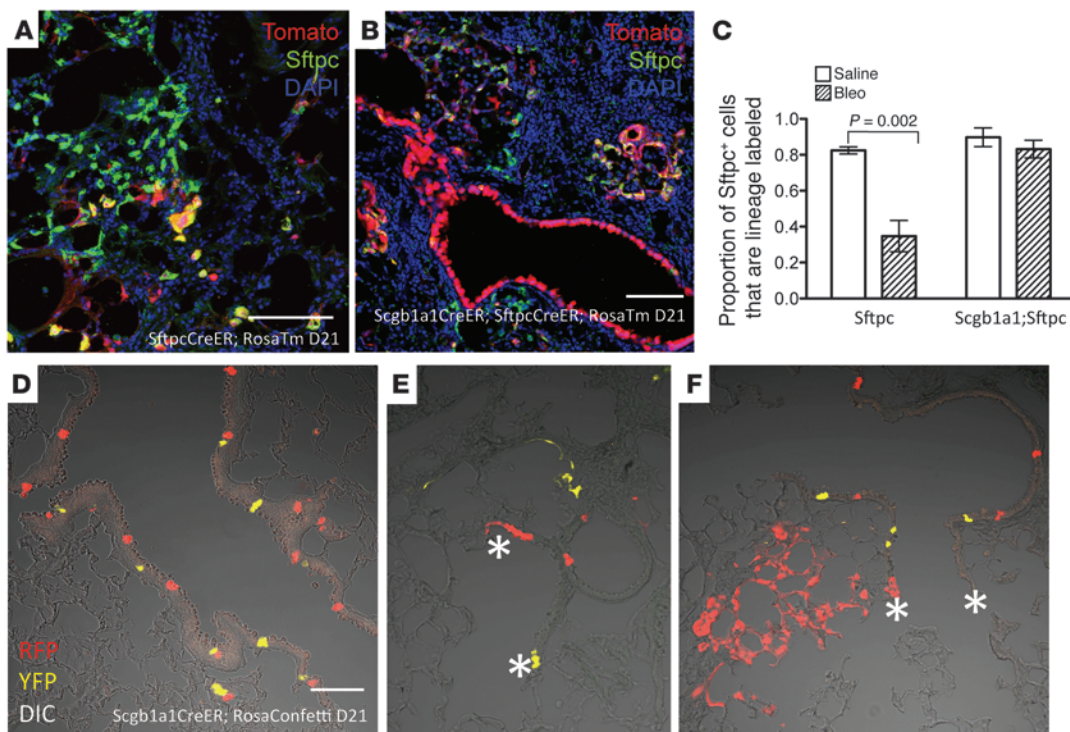 A
Tomato
Sftpc
DAPI
SftpcCreER; RosaTm D21
B
Tomato
Sftpc
DAPI
Scgb1a1CreER; SftpcCreER; RosaTm D21
C
Saline
Bleo
P = 0.002
Proportion of Sftpc⁺ cells
that are lineage labeled
1.0
0.8
0.6
0.4
0.2
0.0
Sftpc
Scgb1a1;Sftpc
D
RFP
YFP
DIC
Scgb1a1CreER; RosaConfetti D21
E
*
*
F
*
*